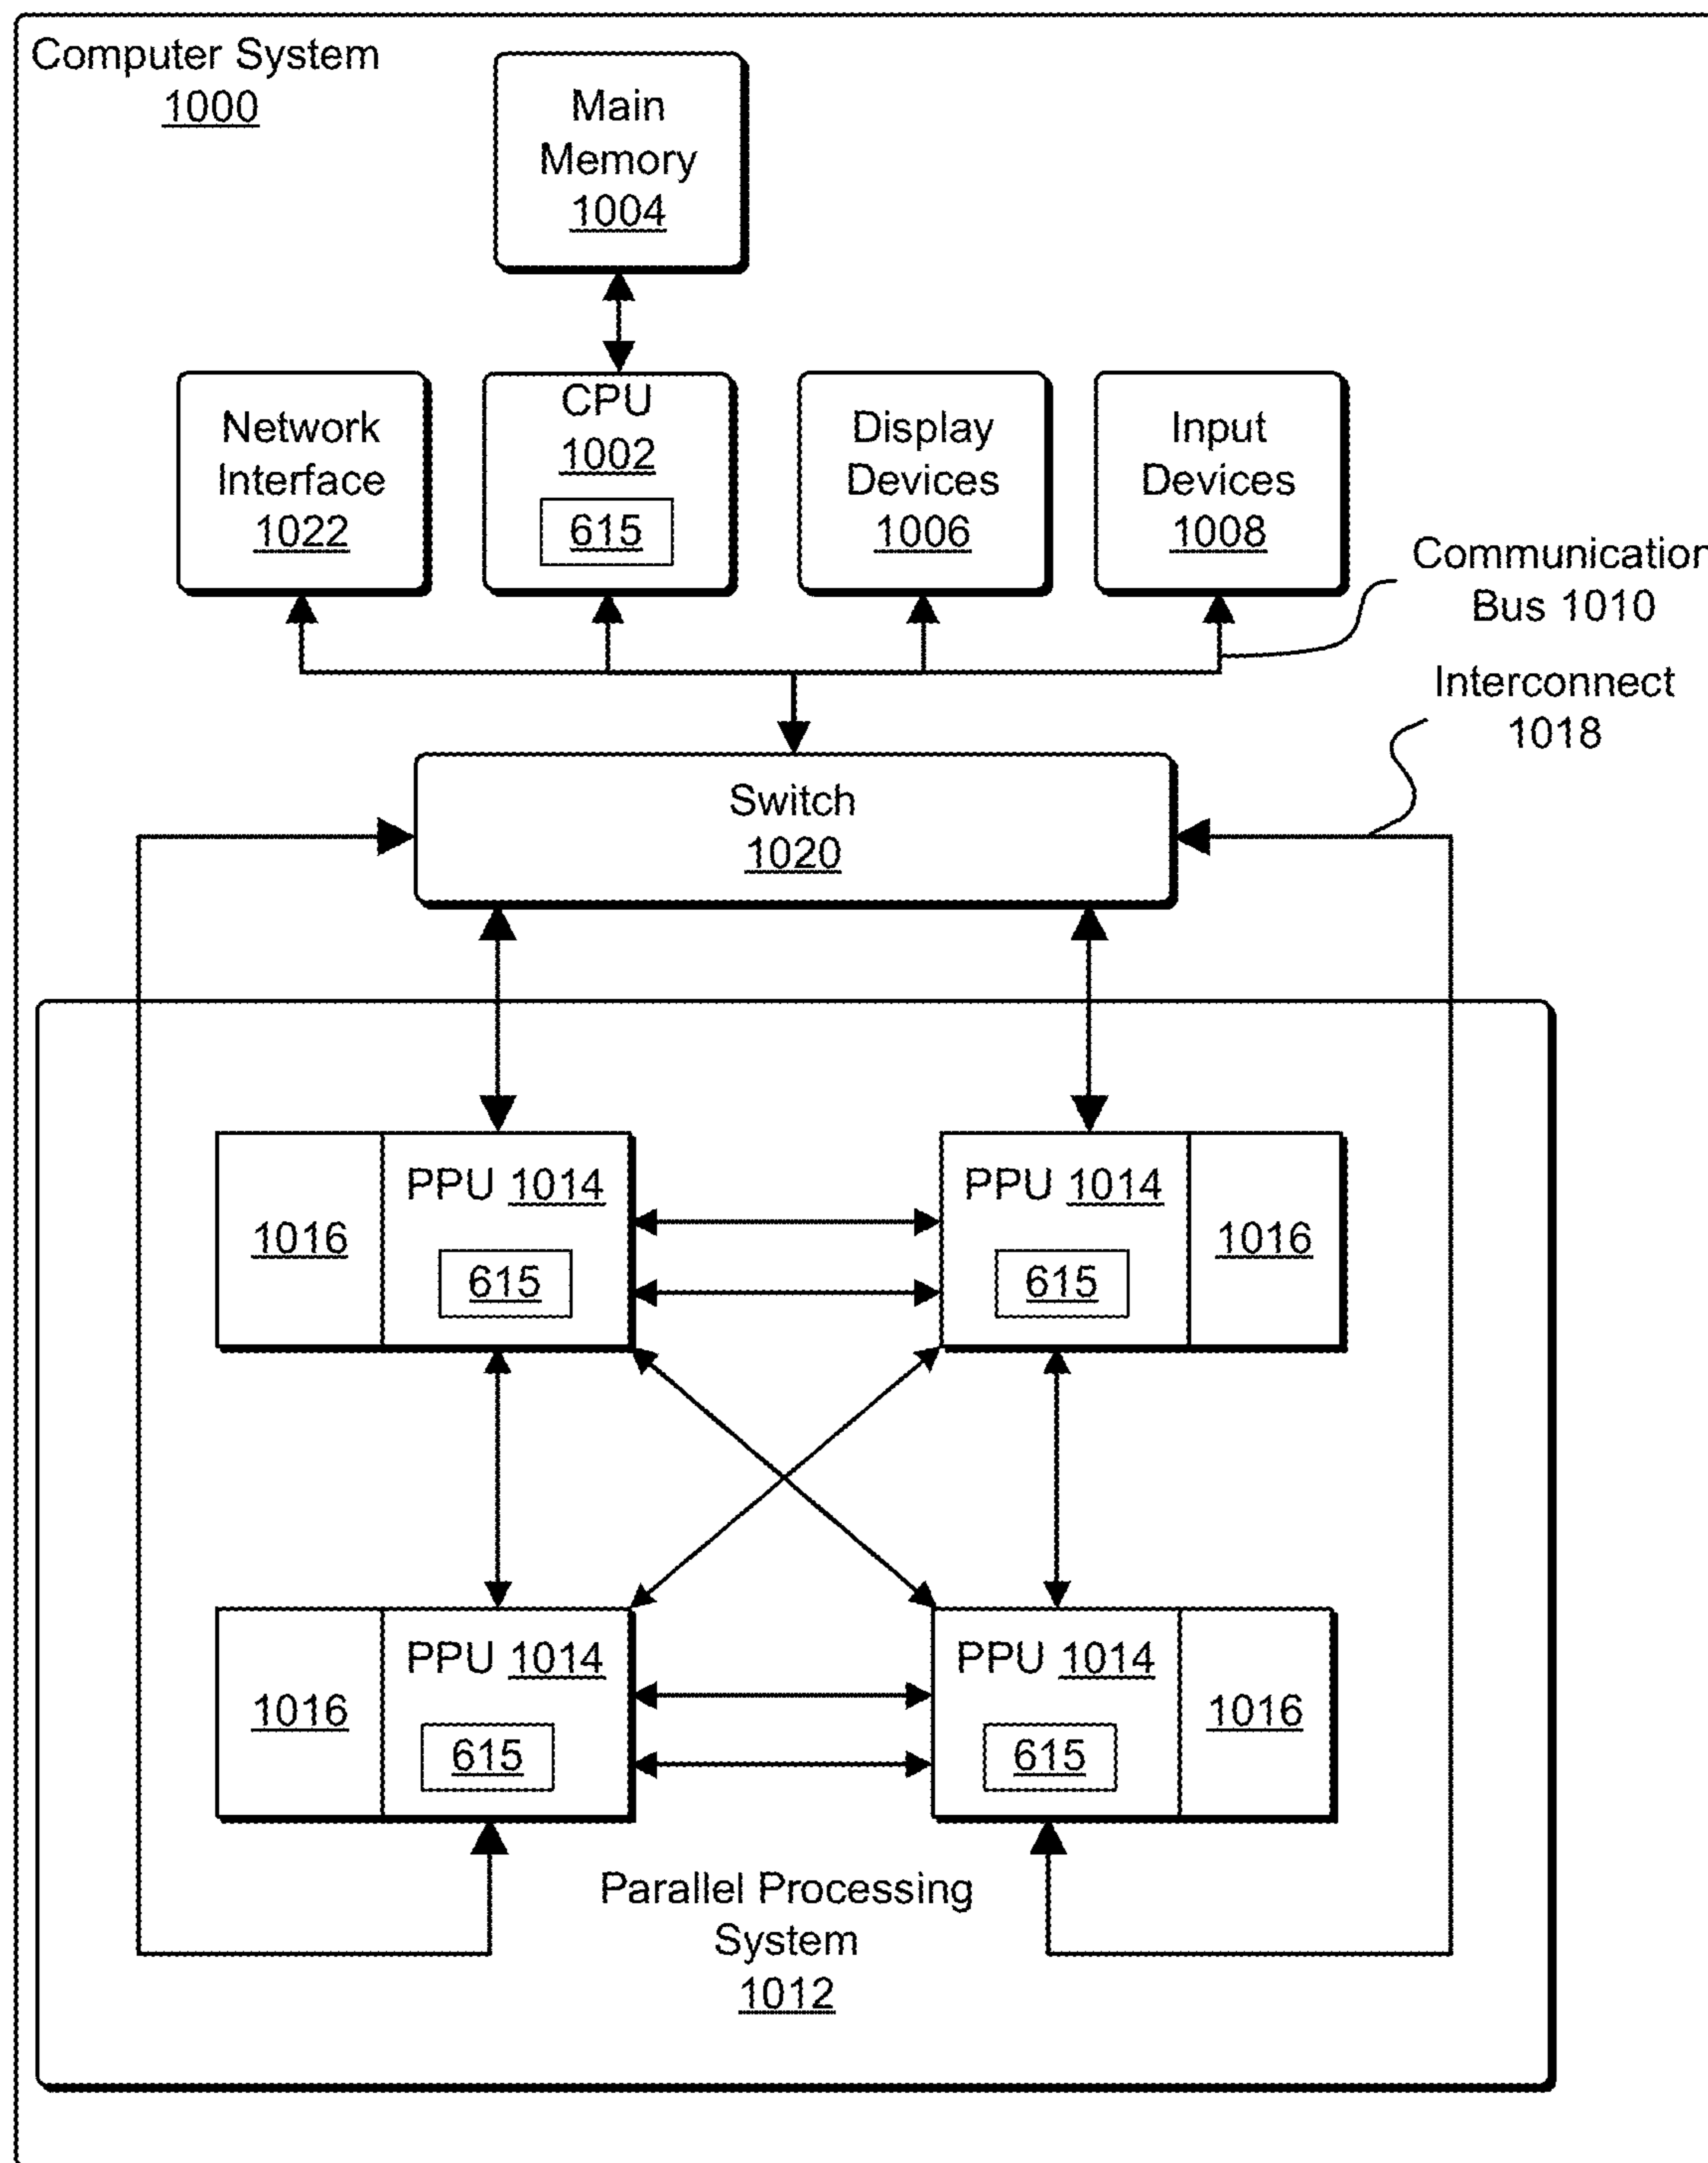 Computer System
1000
Main
Memory
1004
Network
Interface
1022
CPU
1002
615
Display
Devices
1006
Input
Devices
1008
Communication
Bus 1010
Interconnect
1018
Switch
1020
1016
PPU 1014
615
PPU 1014
615
1016
1016
PPU 1014
615
PPU 1014
615
1016
Parallel Processing
System
1012